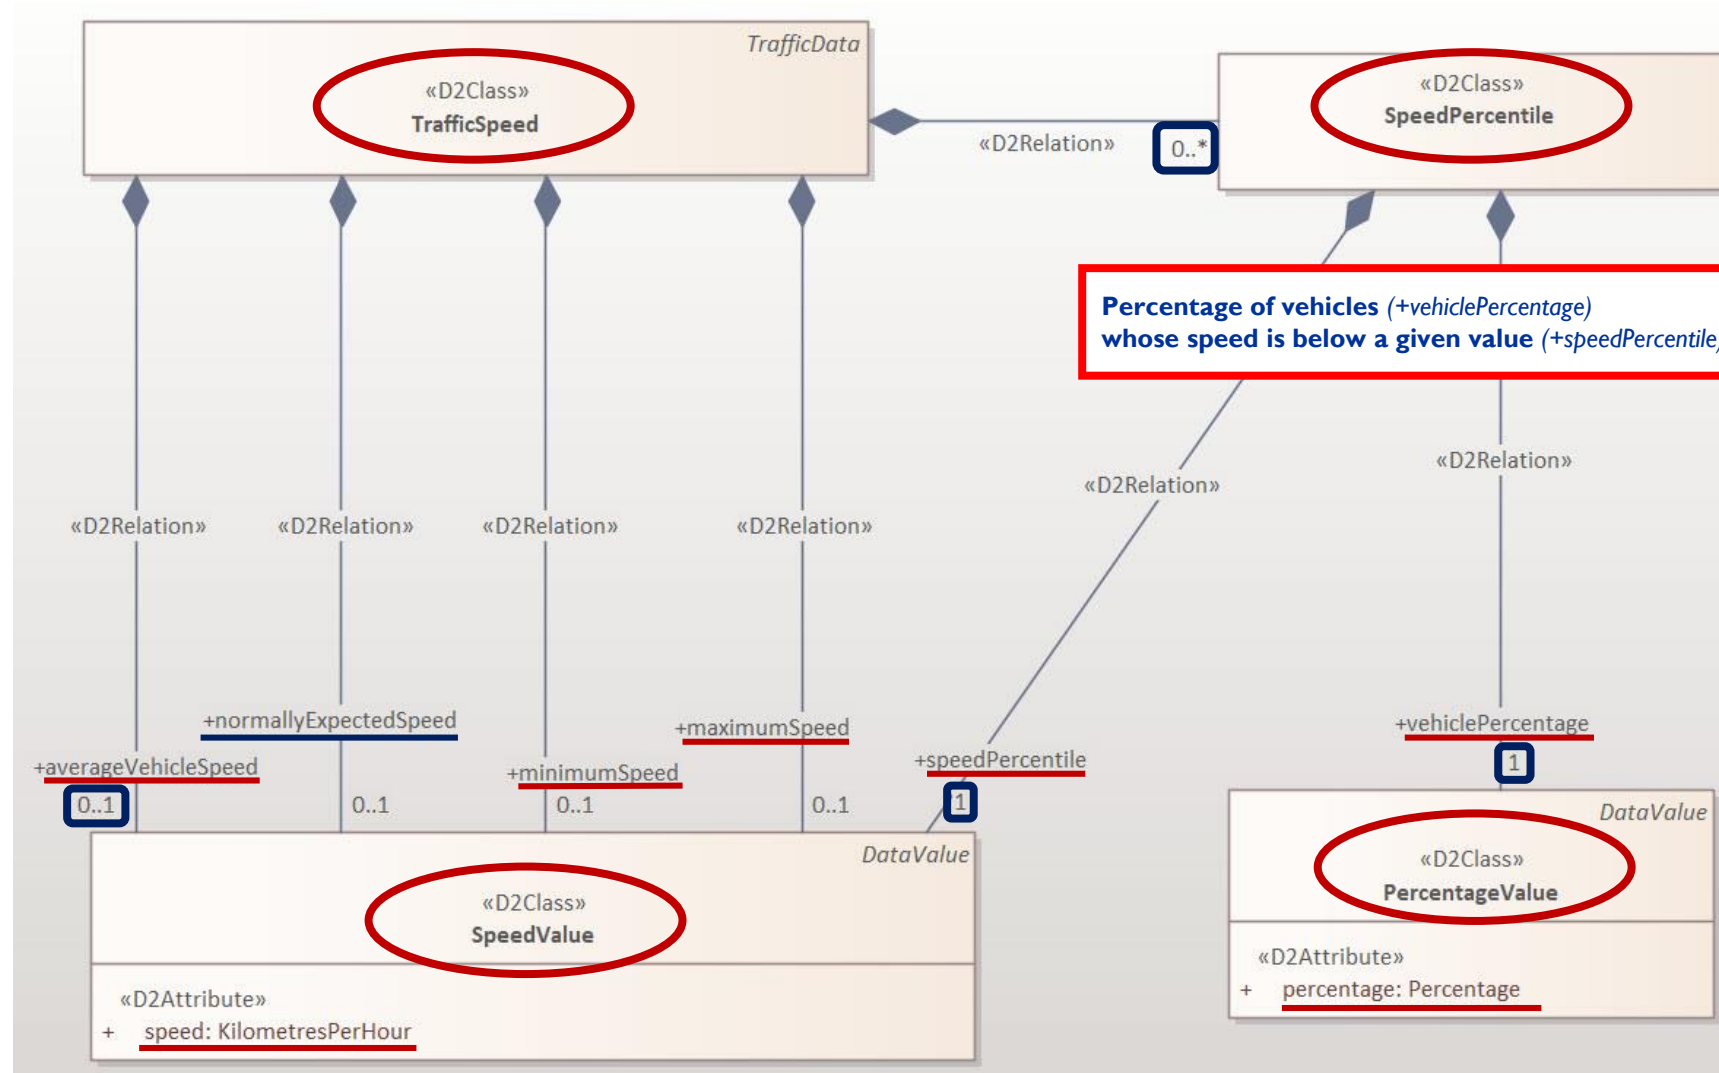 TrafficData
«D2Class»
TrafficSpeed
«D2Relation»
0..*
«D2Class»
SpeedPercentile
Percentage of vehicles (+vehiclePercentage)
whose speed is below a given value (+speedPercentile)
«D2Relation»
«D2Relation»
«D2Relation»
«D2Relation»
«D2Relation»
«D2Relation»
+averageVehicleSpeed
0..1
+normallyExpectedSpeed
0..1
+minimumSpeed
0..1
+maximumSpeed
0..1
+speedPercentile
1
+vehiclePercentage
1
DataValue
«D2Class»
SpeedValue
«D2Attribute»
+ speed: KilometresPerHour
DataValue
«D2Class»
PercentageValue
«D2Attribute»
+ percentage: Percentage